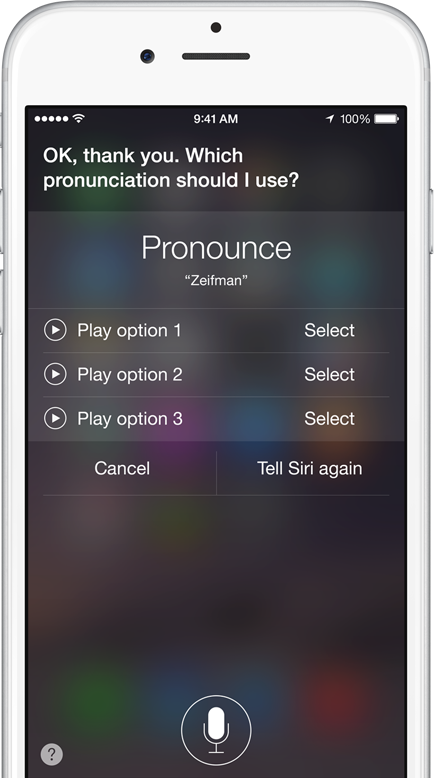 9:41 AM 100%
OK, thank you. Which
pronunciation should I use?
Pronounce
“Zeifman”
Play option 1 Select
Play option 2 Select
Play option 3 Select
Cancel Tell Siri again
?